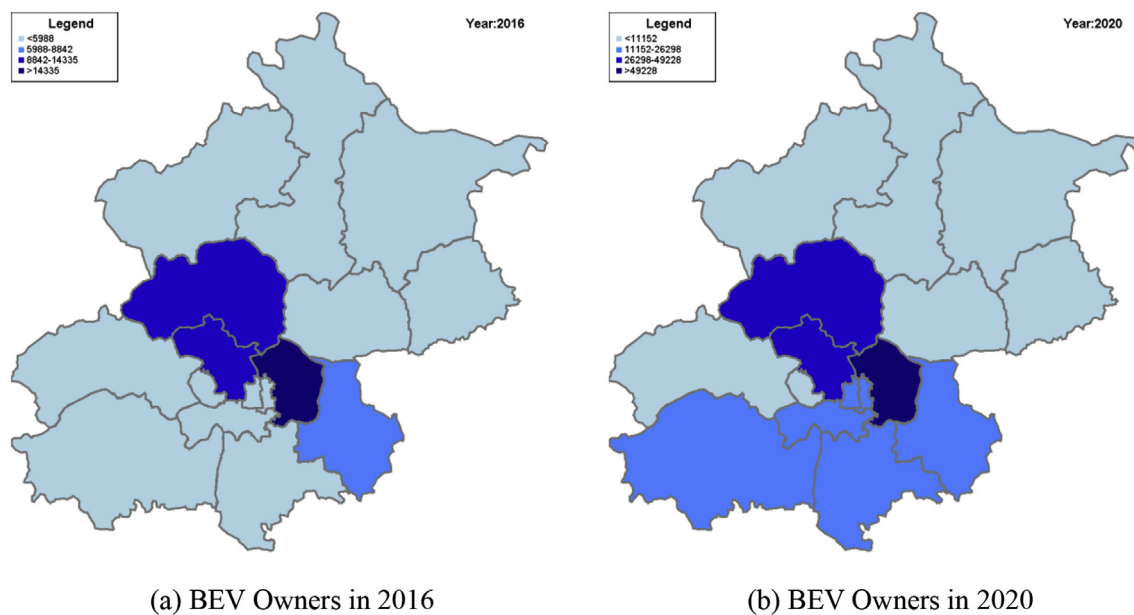 Legend
<5988
5988-8842
8842-14335
>14335
Year:2016
Legend
<11152
11152-26298
26298-49228
>49228
Year:2020
(a) BEV Owners in 2016
(b) BEV Owners in 2020